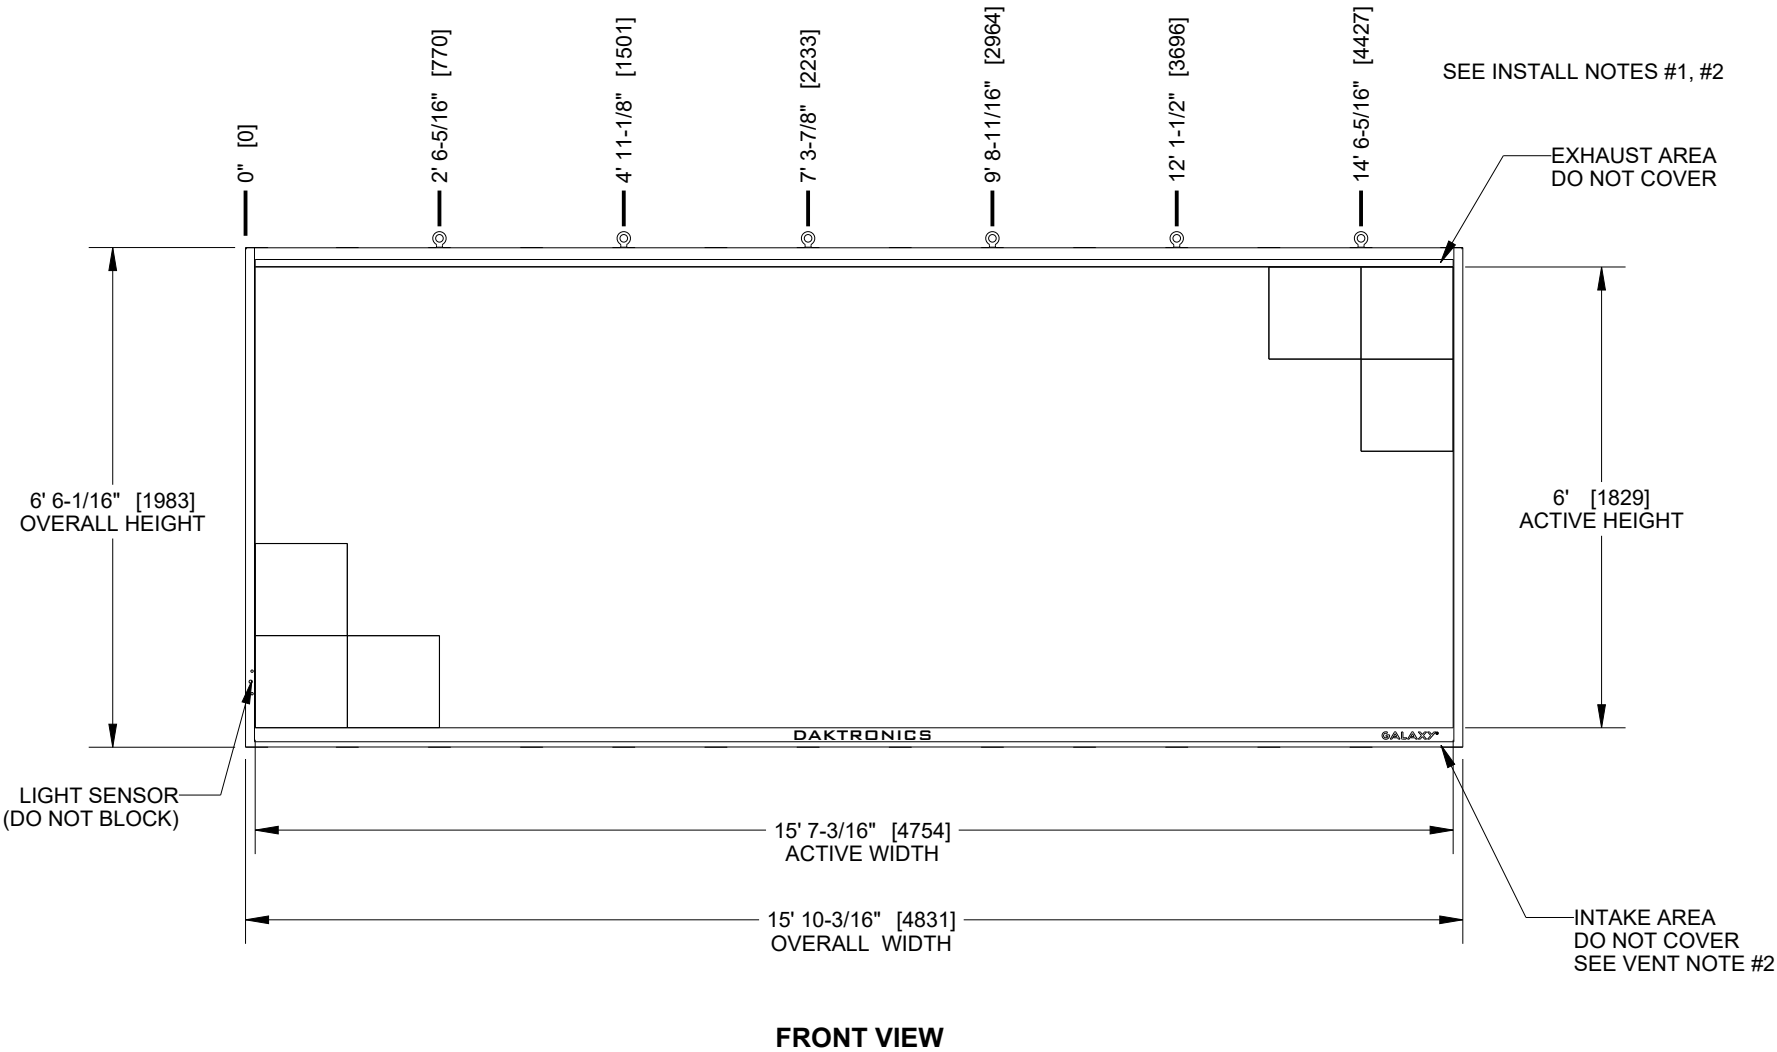 0" [0]
2' 6-5/16" [770]
4' 11-1/8" [1501]
7' 3-7/8" [2233]
9' 8-11/16" [2964]
12' 1-1/2" [3696]
14' 6-5/16" [4427]
SEE INSTALL NOTES #1, #2
EXHAUST AREA
DO NOT COVER
6' 6-1/16" [1983]
OVERALL HEIGHT
6' [1829]
ACTIVE HEIGHT
DAKTRONICS
GALAXY®
LIGHT SENSOR
(DO NOT BLOCK)
15' 7-3/16" [4754]
ACTIVE WIDTH
15' 10-3/16" [4831]
OVERALL WIDTH
INTAKE AREA
DO NOT COVER
SEE VENT NOTE #2
FRONT VIEW